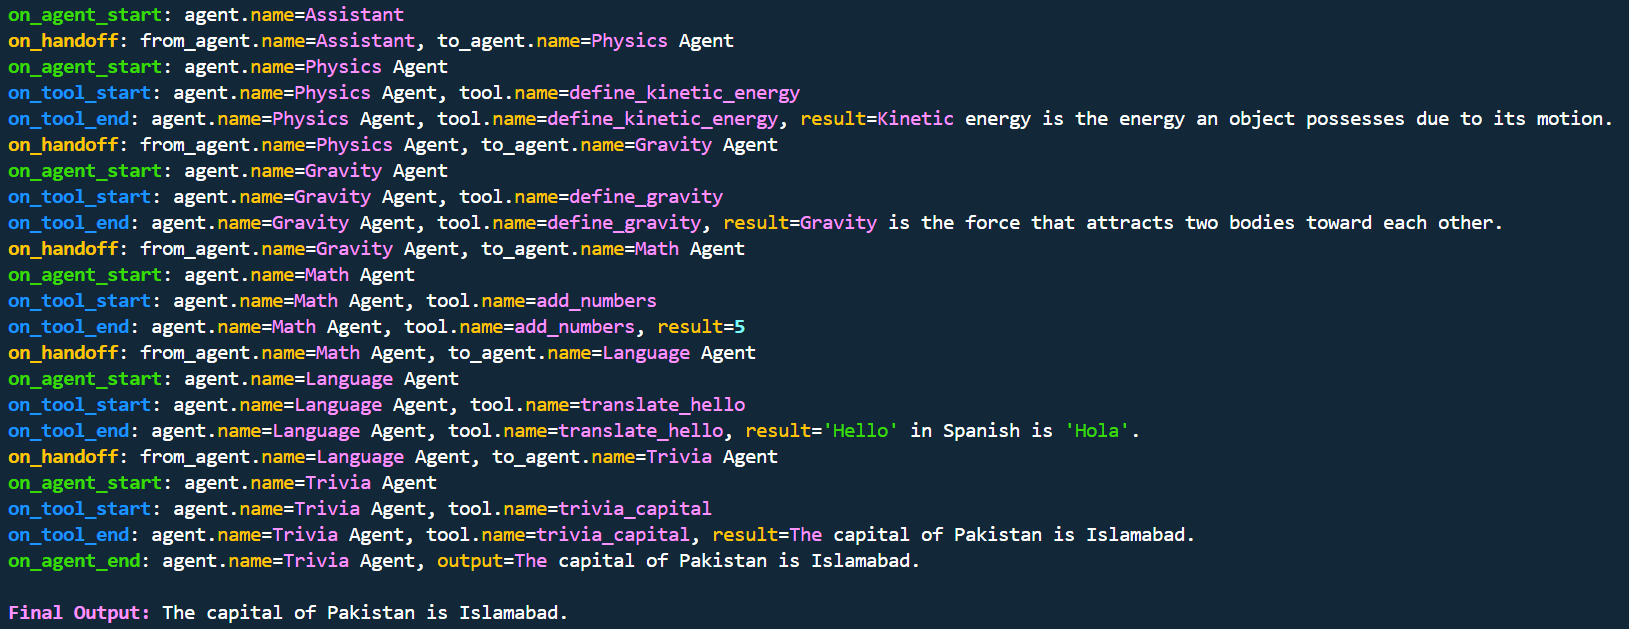 on_agent_start: agent.name=Assistant
on_handoff: from_agent.name=Assistant, to_agent.name=Physics Agent
on_agent_start: agent.name=Physics Agent
on_tool_start: agent.name=Physics Agent, tool.name=define_kinetic_energy
on_tool_end: agent.name=Physics Agent, tool.name=define_kinetic_energy, result=Kinetic energy is the energy an object possesses due to its motion.
on_handoff: from_agent.name=Physics Agent, to_agent.name=Gravity Agent
on_agent_start: agent.name=Gravity Agent
on_tool_start: agent.name=Gravity Agent, tool.name=define_gravity
on_tool_end: agent.name=Gravity Agent, tool.name=define_gravity, result=Gravity is the force that attracts two bodies toward each other.
on_handoff: from_agent.name=Gravity Agent, to_agent.name=Math Agent
on_agent_start: agent.name=Math Agent
on_tool_start: agent.name=Math Agent, tool.name=add_numbers
on_tool_end: agent.name=Math Agent, tool.name=add_numbers, result=5
on_handoff: from_agent.name=Math Agent, to_agent.name=Language Agent
on_agent_start: agent.name=Language Agent
on_tool_start: agent.name=Language Agent, tool.name=translate_hello
on_tool_end: agent.name=Language Agent, tool.name=translate_hello, result='Hello' in Spanish is 'Hola'.
on_handoff: from_agent.name=Language Agent, to_agent.name=Trivia Agent
on_agent_start: agent.name=Trivia Agent
on_tool_start: agent.name=Trivia Agent, tool.name=trivia_capital
on_tool_end: agent.name=Trivia Agent, tool.name=trivia_capital, result=The capital of Pakistan is Islamabad.
on_agent_end: agent.name=Trivia Agent, output=The capital of Pakistan is Islamabad.
Final Output: The capital of Pakistan is Islamabad.